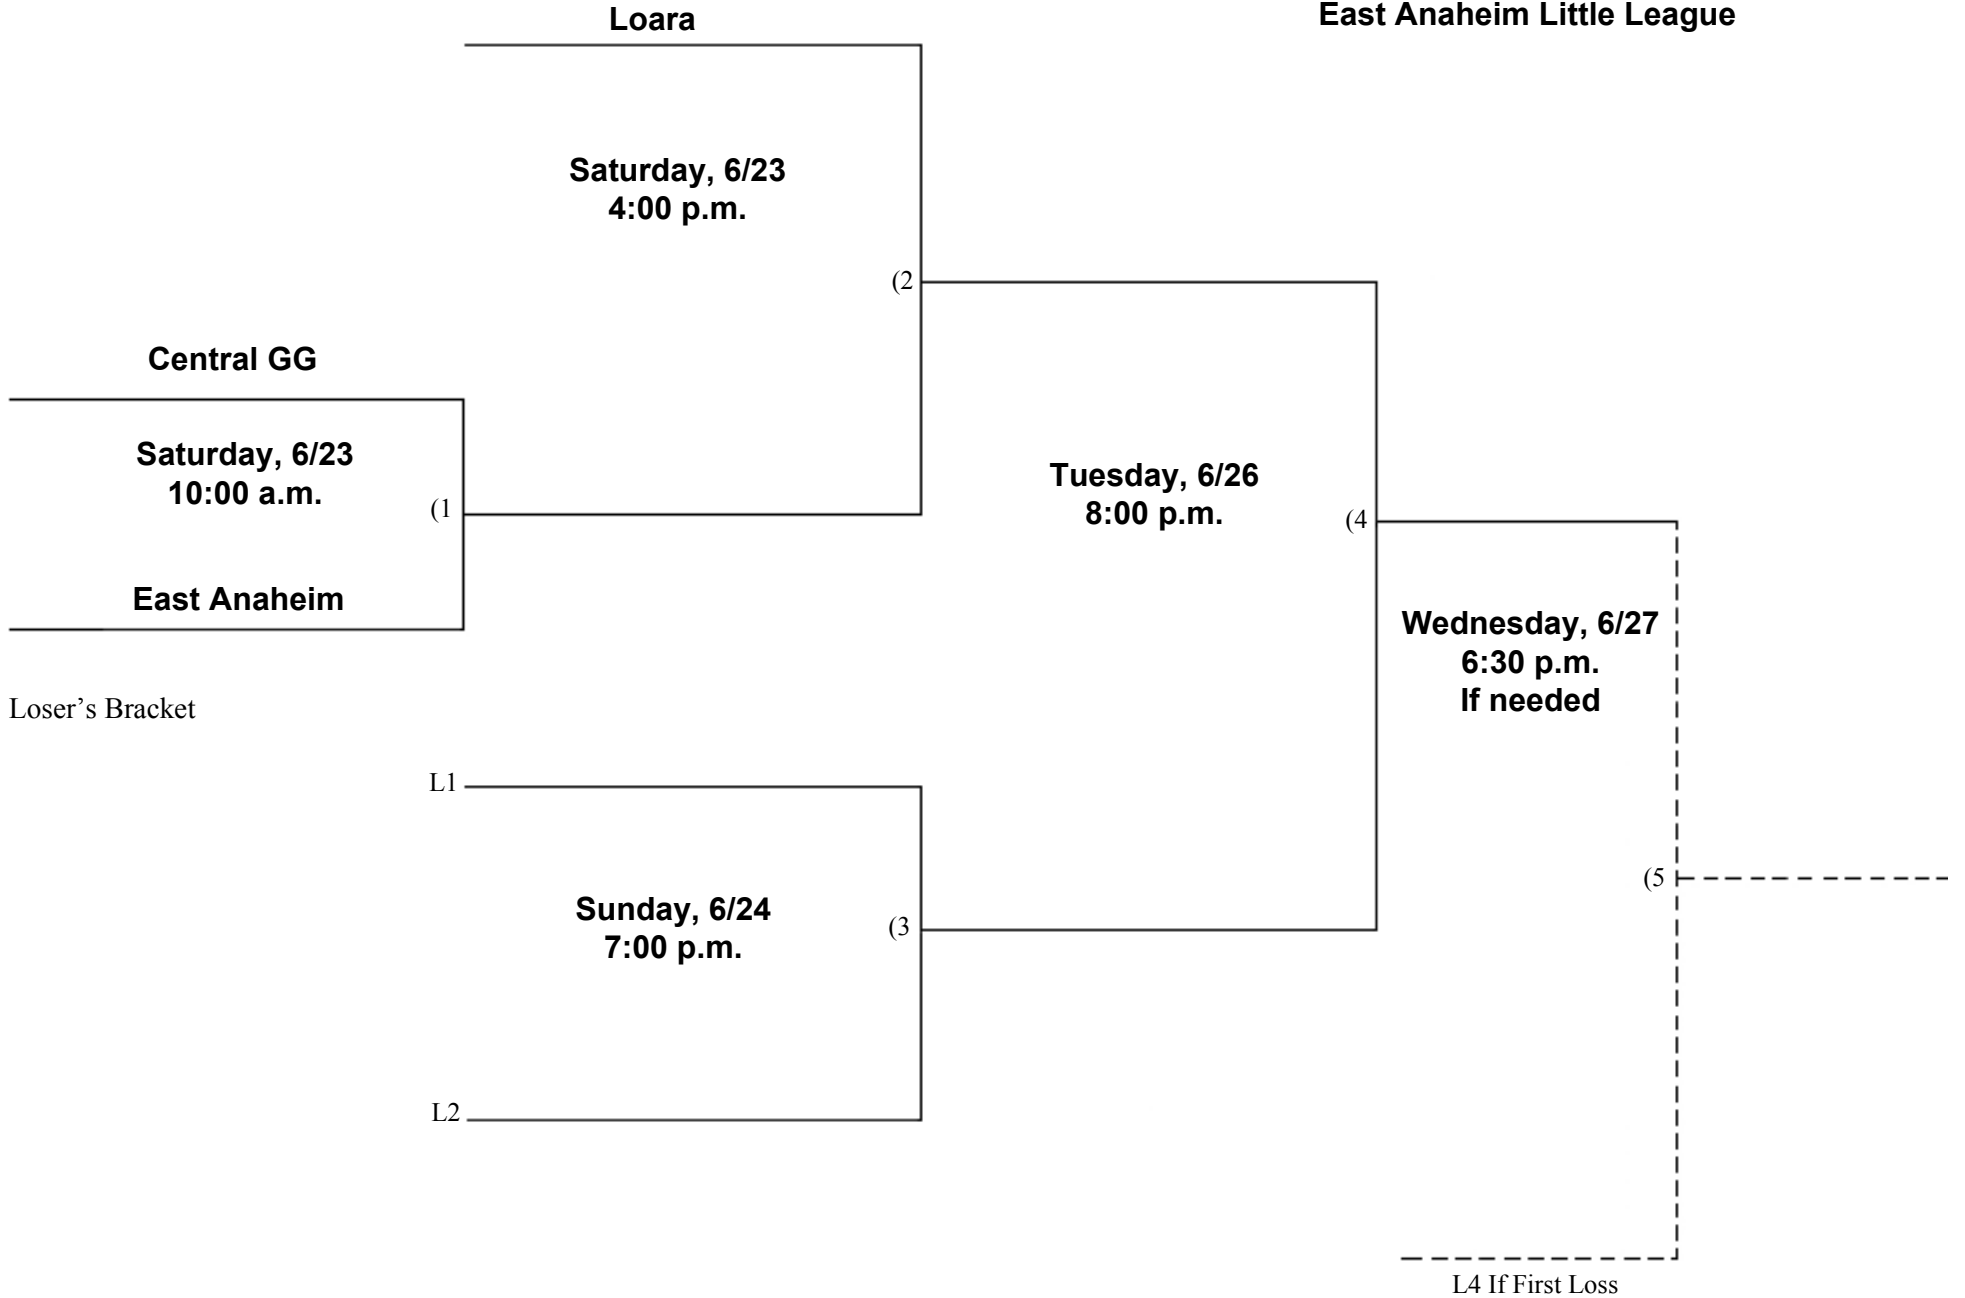 Loara
East Anaheim Little League
Saturday, 6/23
4:00 p.m.
(2
Central GG
Saturday, 6/23
10:00 a.m.
(1
East Anaheim
Tuesday, 6/26
8:00 p.m.
(4
Wednesday, 6/27
6:30 p.m.
If needed
Loser’s Bracket
L1
Sunday, 6/24
7:00 p.m.
(3
(5
L2
L4 If First Loss